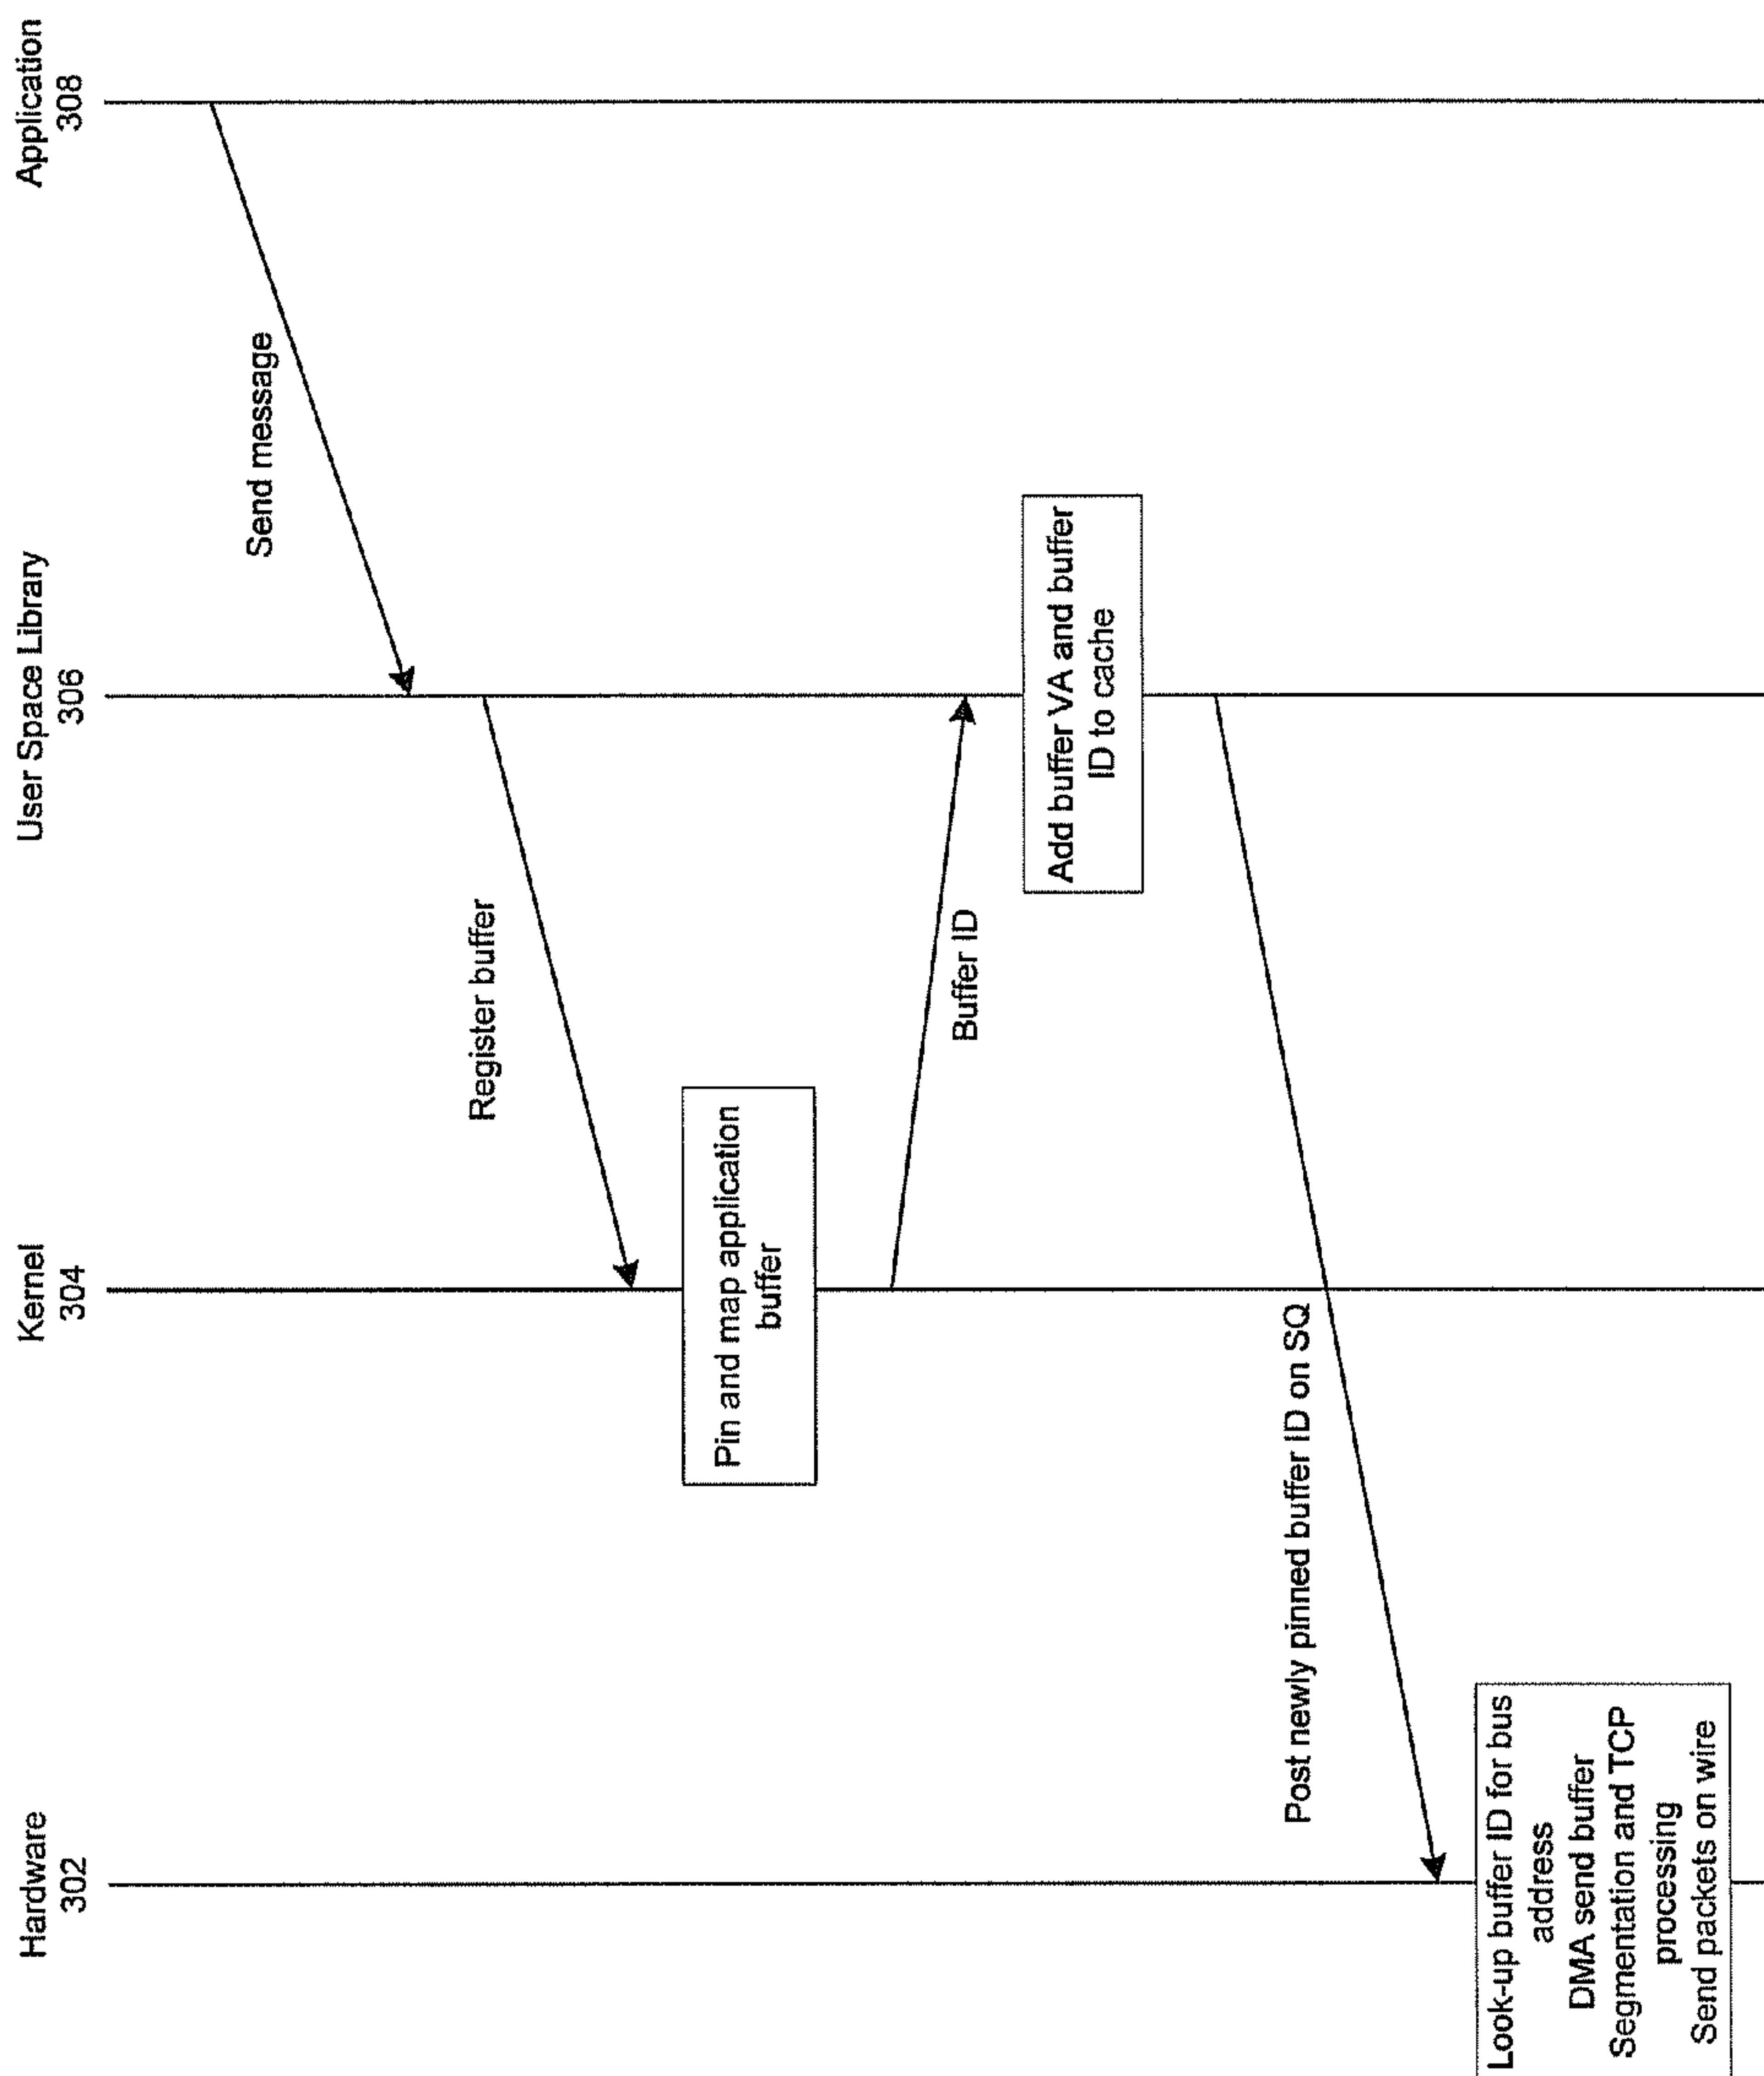 Hardware
302
Kernel
304
User Space Library
306
Application
308
Send message
Register buffer
Pin and map application
buffer
Buffer ID
Add buffer VA and buffer
ID to cache
Post newly pinned buffer ID on SQ
Look-up buffer ID for bus
address
DMA send buffer
Segmentation and TCP
processing
Send packets on wire